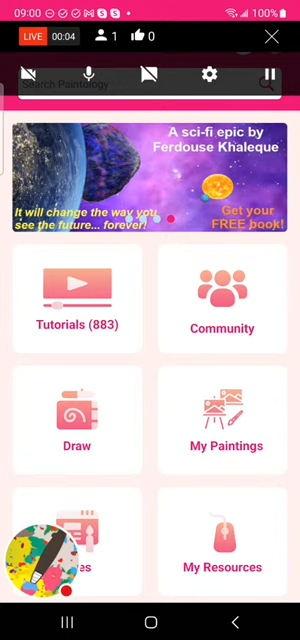 09:00
100%
LIVE 00:04 1 0
Search Paintology
A sci-fi epic by
Ferdouse Khaleque
It will change the way you
see the future... forever!
Get your
FREE book!
Tutorials (883)
Community
Draw
My Paintings
es
My Resources